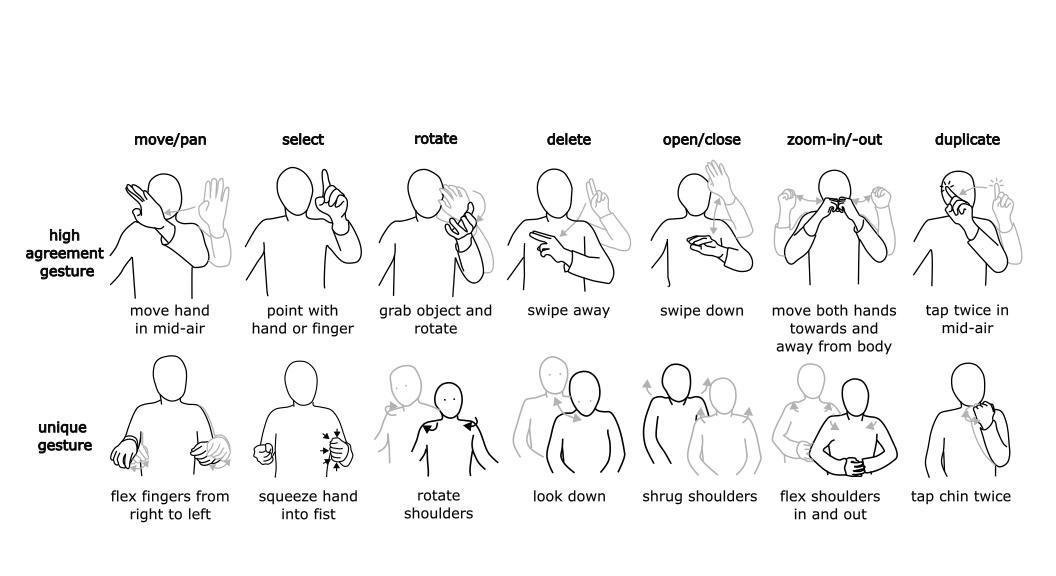 move/pan
select
rotate
delete
open/close
zoom-in/-out
duplicate
high
agreement
gesture
move hand
in mid-air
point with
hand or finger
grab object and
rotate
swipe away
swipe down
move both hands
towards and
away from body
tap twice in
mid-air
unique
gesture
flex fingers from
right to left
squeeze hand
into fist
rotate
shoulders
look down
shrug shoulders
flex shoulders
in and out
tap chin twice